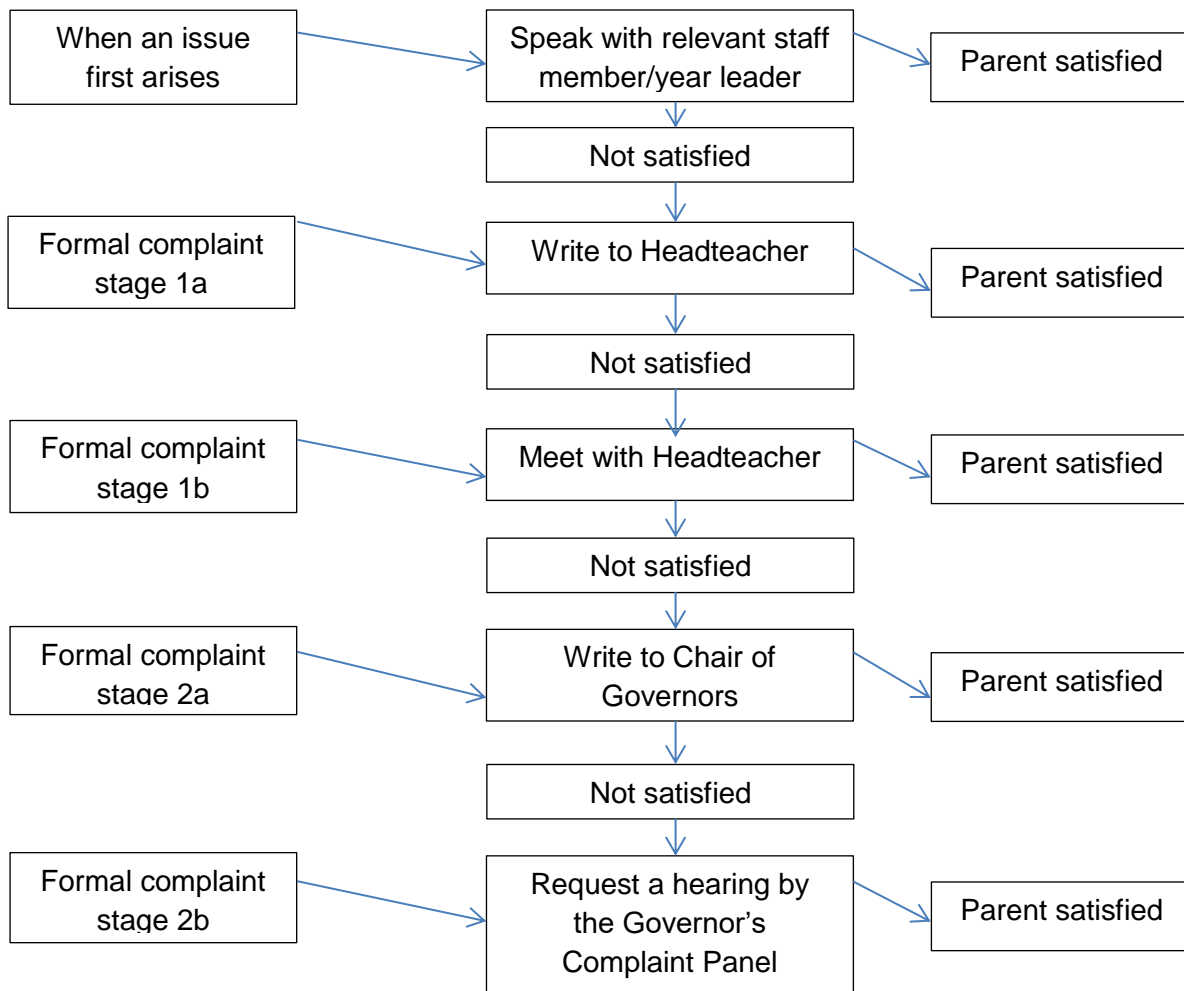 When an issue
first arises
Speak with relevant staff
member/year leader
Parent satisfied
Not satisfied
Formal complaint
stage 1a
Write to Headteacher
Parent satisfied
Not satisfied
Formal complaint
stage 1b
Meet with Headteacher
Parent satisfied
Not satisfied
Formal complaint
stage 2a
Write to Chair of
Governors
Parent satisfied
Not satisfied
Formal complaint
stage 2b
Request a hearing by
the Governor’s
Complaint Panel
Parent satisfied